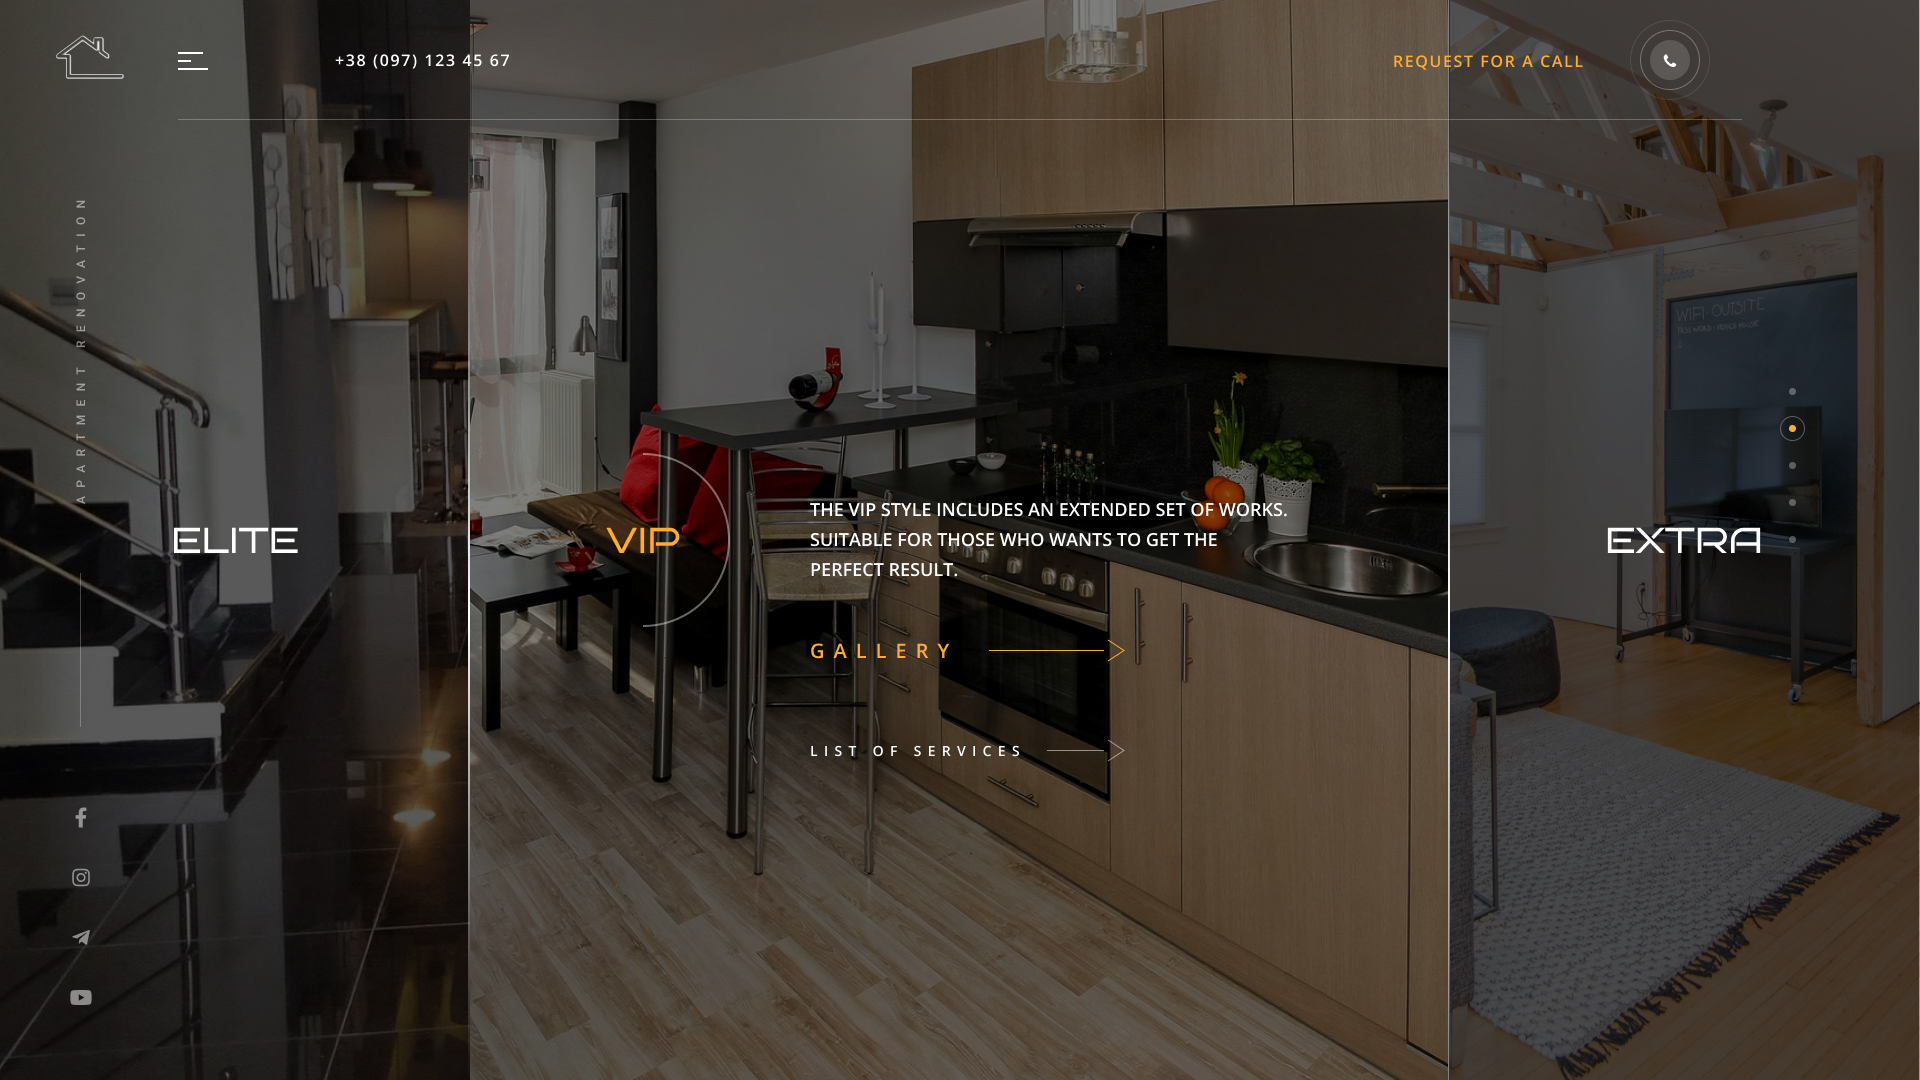 +38 (097) 123 45 67
REQUEST FOR A CALL
APARTMENT RENOVATION
WIFI: OUTSITE
ELITE
VIP
THE VIP STYLE INCLUDES AN EXTENDED SET OF WORKS.
SUITABLE FOR THOSE WHO WANTS TO GET THE
PERFECT RESULT.
EXTRA
GALLERY
LIST OF SERVICES